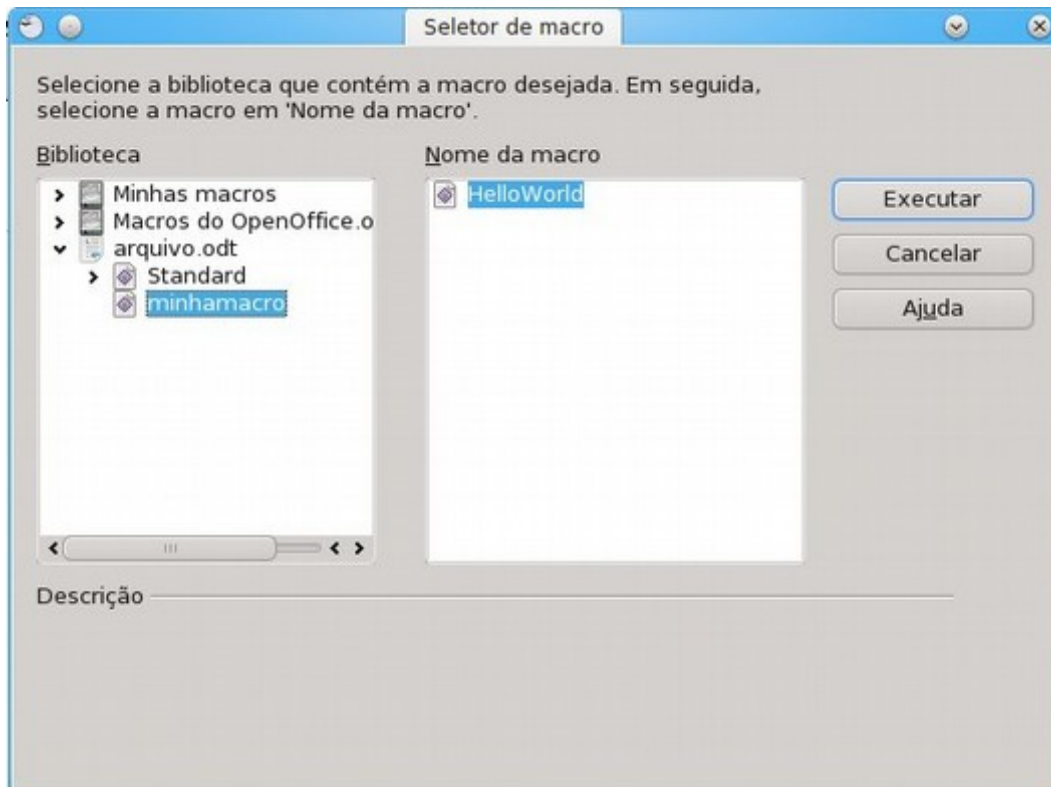 Seletor de macro
Selecione a biblioteca que contém a macro desejada. Em seguida,
selecione a macro em 'Nome da macro'.
Biblioteca
Minhas macros
Macros do OpenOffice.o
arquivo.odt
Standard
minhamacro
Nome da macro
HelloWorld
Executar
Cancelar
Ajuda
Descrição